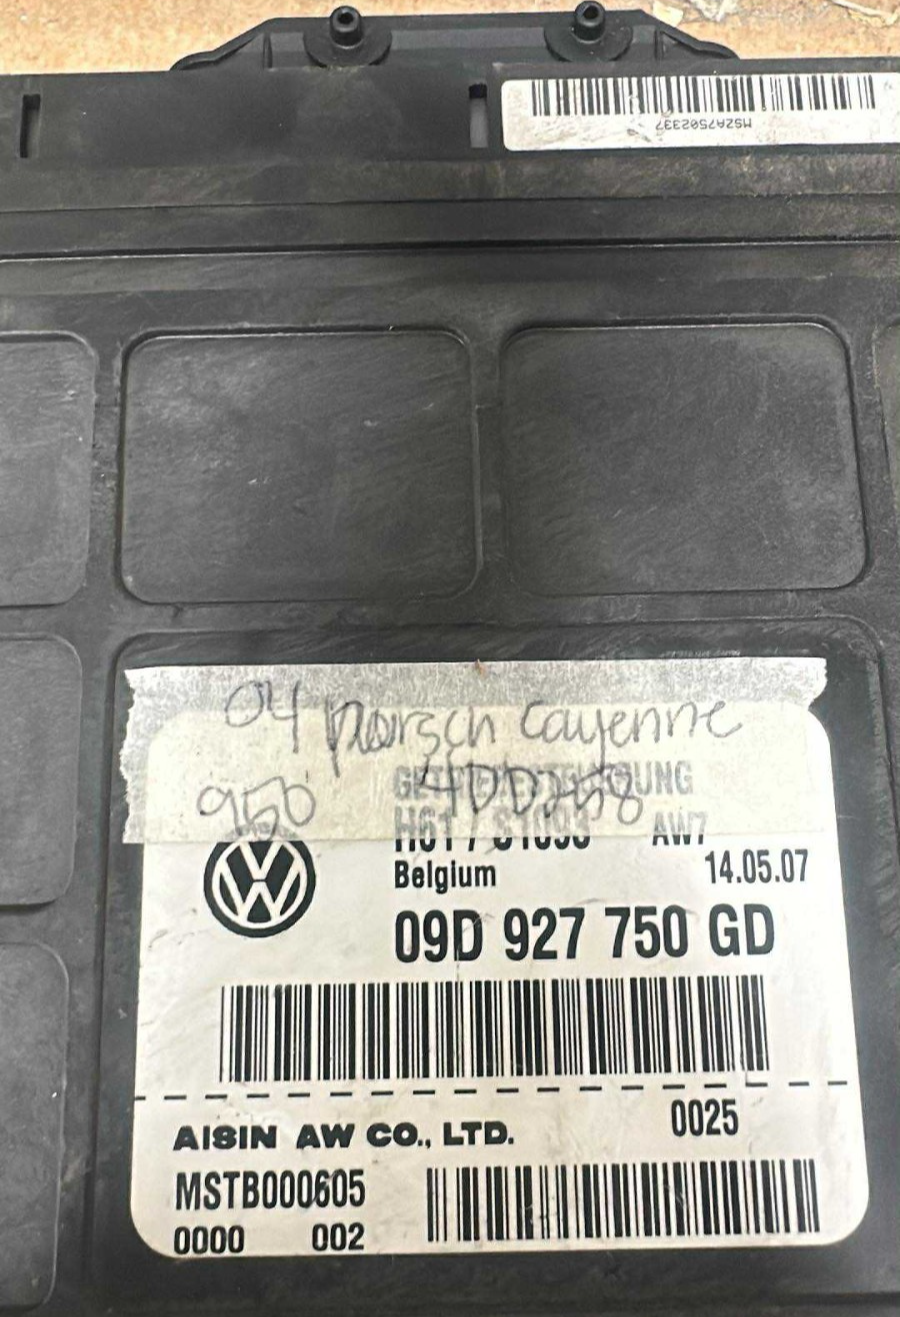 MSZA7502337
04 porsch Cayenne
950 4DD258
H61 / S1093 AW7
Belgium 14.05.07
09D 927 750 GD
AISIN AW CO., LTD. 0025
MSTB000605
0000 002